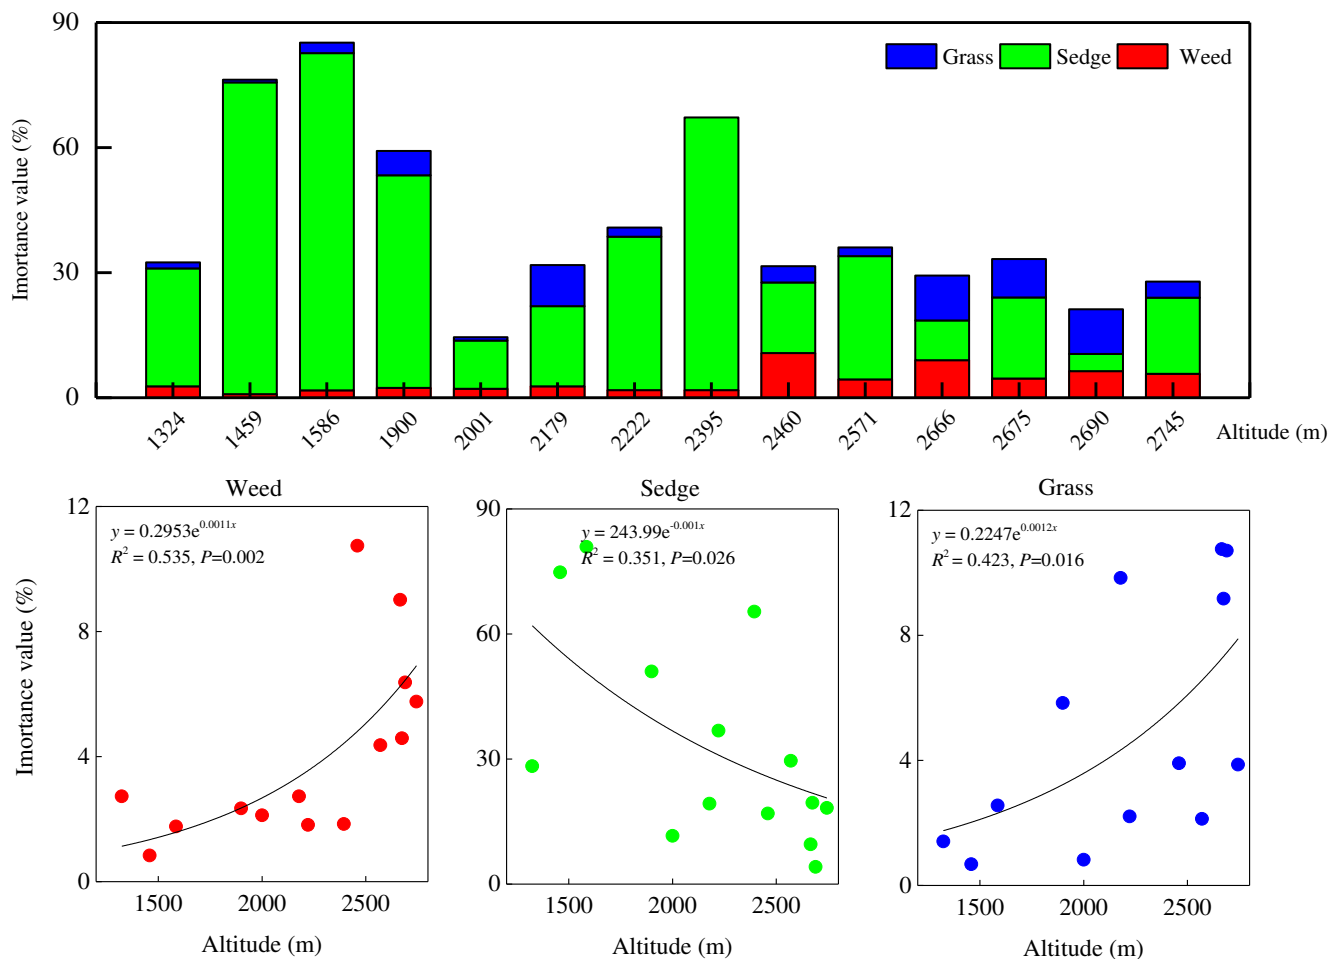 90
60
30
0
Imortance value (%)
Grass Sedge Weed
1324 1459 1586 1900 2001 2179 2222 2395 2460 2571 2666 2675 2690 2745 Altitude (m)
Weed
12
8
4
0
Imortance value (%)
y = 0.2953e^0.0011x
R² = 0.535, P=0.002
1500 2000 2500
Altitude (m)
Sedge
90
60
30
0
y = 243.99e^-0.001x
R² = 0.351, P=0.026
1500 2000 2500
Altitude (m)
Grass
12
8
4
0
y = 0.2247e^0.0012x
R² = 0.423, P=0.016
1500 2000 2500
Altitude (m)